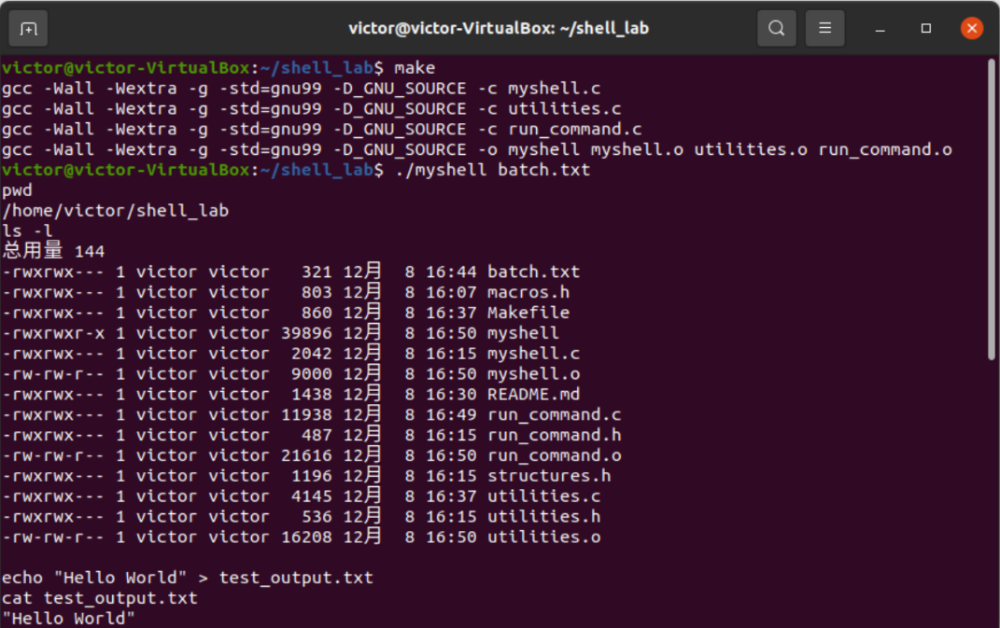 victor@victor-VirtualBox: ~/shell_lab
victor@victor-VirtualBox:~/shell_lab$ make
gcc -Wall -Wextra -g -std=gnu99 -D_GNU_SOURCE -c myshell.c
gcc -Wall -Wextra -g -std=gnu99 -D_GNU_SOURCE -c utilities.c
gcc -Wall -Wextra -g -std=gnu99 -D_GNU_SOURCE -c run_command.c
gcc -Wall -Wextra -g -std=gnu99 -D_GNU_SOURCE -o myshell myshell.o utilities.o run_command.o
victor@victor-VirtualBox:~/shell_lab$ ./myshell batch.txt
pwd
/home/victor/shell_lab
ls -l
总用量 144
-rwxrwx--- 1 victor victor   321 12月  8 16:44 batch.txt
-rwxrwx--- 1 victor victor   803 12月  8 16:07 macros.h
-rwxrwx--- 1 victor victor   860 12月  8 16:37 Makefile
-rwxrwxr-x 1 victor victor 39896 12月  8 16:50 myshell
-rwxrwx--- 1 victor victor  2042 12月  8 16:15 myshell.c
-rw-rw-r-- 1 victor victor  9000 12月  8 16:50 myshell.o
-rwxrwx--- 1 victor victor  1438 12月  8 16:30 README.md
-rwxrwx--- 1 victor victor 11938 12月  8 16:49 run_command.c
-rwxrwx--- 1 victor victor   487 12月  8 16:15 run_command.h
-rw-rw-r-- 1 victor victor 21616 12月  8 16:50 run_command.o
-rwxrwx--- 1 victor victor  1196 12月  8 16:15 structures.h
-rwxrwx--- 1 victor victor  4145 12月  8 16:37 utilities.c
-rwxrwx--- 1 victor victor   536 12月  8 16:15 utilities.h
-rw-rw-r-- 1 victor victor 16208 12月  8 16:50 utilities.o
echo "Hello World" > test_output.txt
cat test_output.txt
"Hello World"